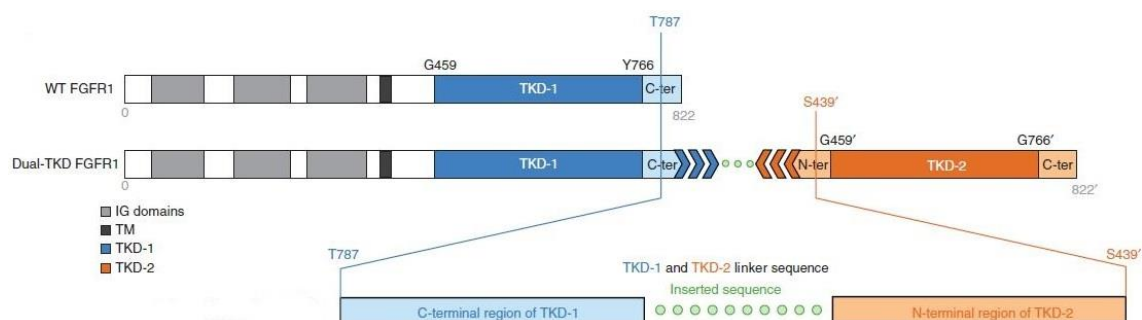 T787
G459 Y766
WT FGFR1 TKD-1 C-ter
0 822
S439′
G459′ G766′
Dual-TKD FGFR1 TKD-1 C-ter N-ter TKD-2 C-ter
0 822′
IG domains
TM
TKD-1
TKD-2
T787 S439′
TKD-1 and TKD-2 linker sequence
Inserted sequence
C-terminal region of TKD-1 N-terminal region of TKD-2